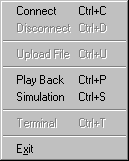 Connect Ctrl+C
Disconnect Ctrl+D
Upload File Ctrl+U
Play Back Ctrl+P
Simulation Ctrl+S
Terminal Ctrl+T
Exit